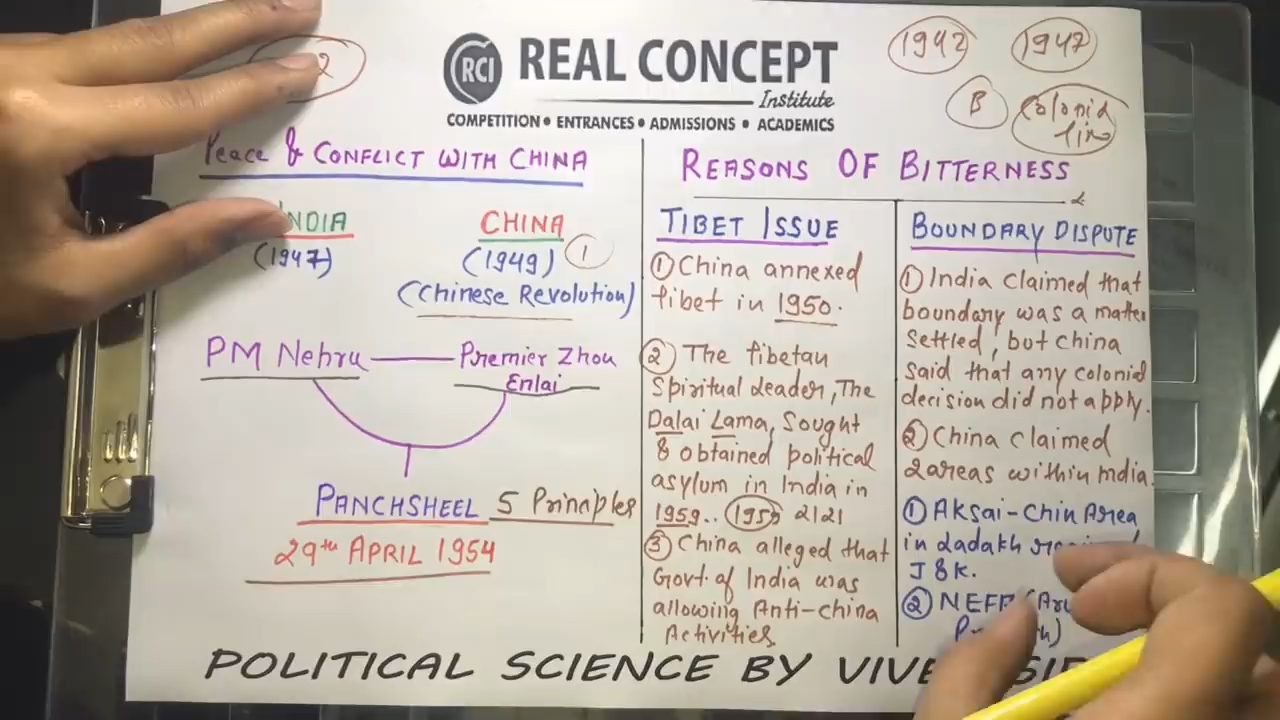 RCI
REAL CONCEPT
Institute
COMPETITION • ENTRANCES • ADMISSIONS • ACADEMICS
1942
1947
B
Colonial
Peace & CONFLICT WITH CHINA
INDIA
(1947)
CHINA
(1949) 1
(Chinese Revolution)
PM Nehru
Premier Zhou
Enlai
PANCHSHEEL 5 Principles
29th APRIL 1954
REASONS OF BITTERNESS
TIBET ISSUE
① China annexed
tibet in 1950.
② The tibetan
Spiritual leader, The
Dalai Lama, Sought
& obtained political
asylum in India in
1959..
③ China alleged that
Govt. of India was
allowing Anti-china
Activities
BOUNDARY DISPUTE
① India claimed that
boundary was a matter
Settled, but china
said that any colonial
decision did not apply.
② China claimed
2 areas within India.
① Aksai-Chin Area
in Ladakh
J & K.
② NEFA
POLITICAL SCIENCE BY